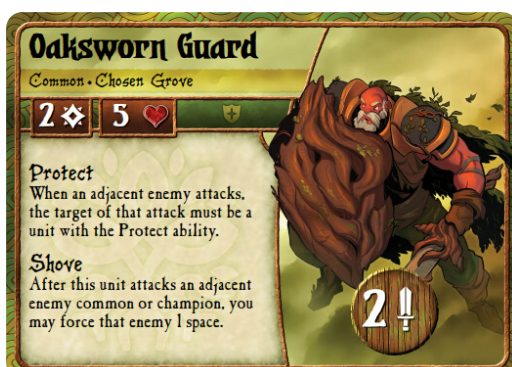 Oaksworn Guard
Common • Chosen Grove
2 5
Protect
When an adjacent enemy attacks,
the target of that attack must be a
unit with the Protect ability.
Shove
After this unit attacks an adjacent
enemy common or champion, you
may force that enemy 1 space.
2